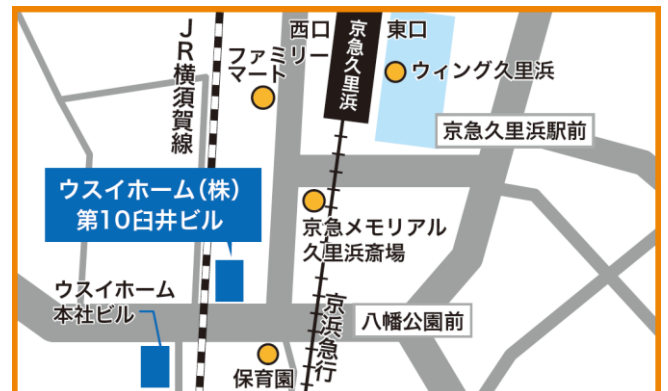 JR横須賀線
西口
東口
京急久里浜
ファミリー
マート
ウィング久里浜
京急久里浜駅前
ウスイホーム(株)
第10臼井ビル
京急メモリアル
久里浜斎場
ウスイホーム
本社ビル
京浜急行
八幡公園前
保育園